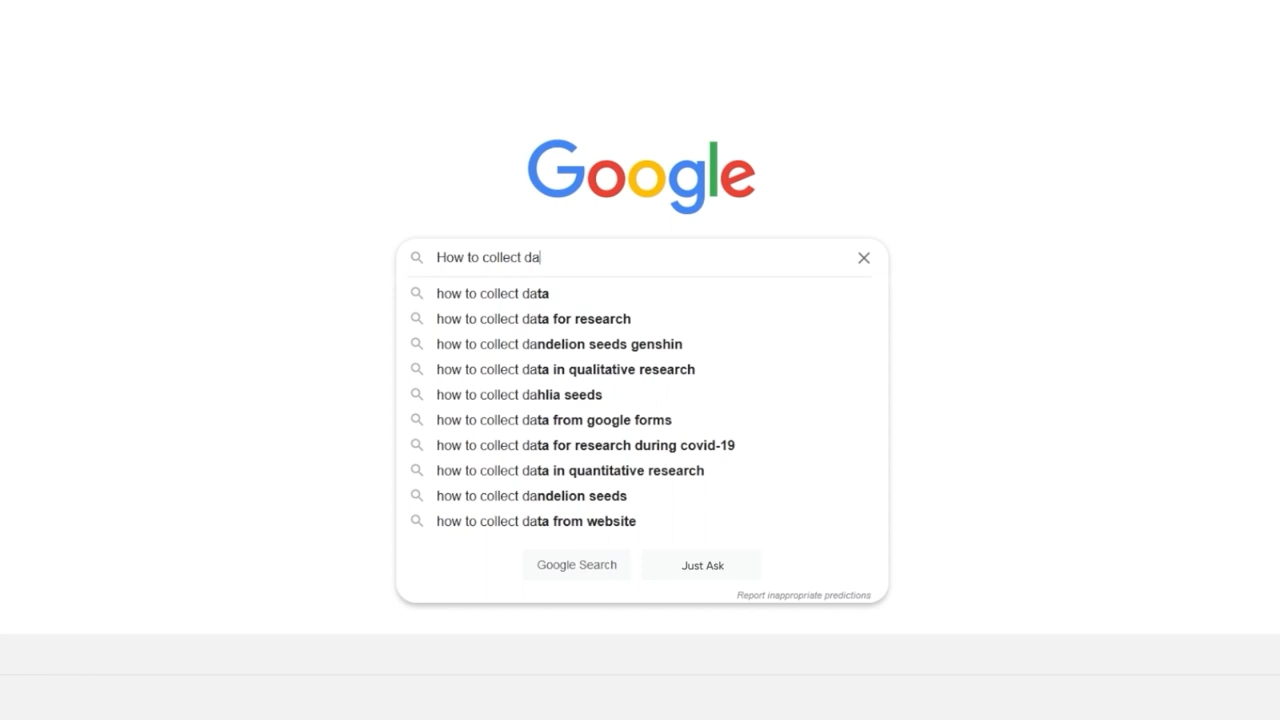 Google
How to collect da
how to collect data
how to collect data for research
how to collect dandelion seeds genshin
how to collect data in qualitative research
how to collect dahlia seeds
how to collect data from google forms
how to collect data for research during covid-19
how to collect data in quantitative research
how to collect dandelion seeds
how to collect data from website
Google Search
Just Ask
Report inappropriate predictions